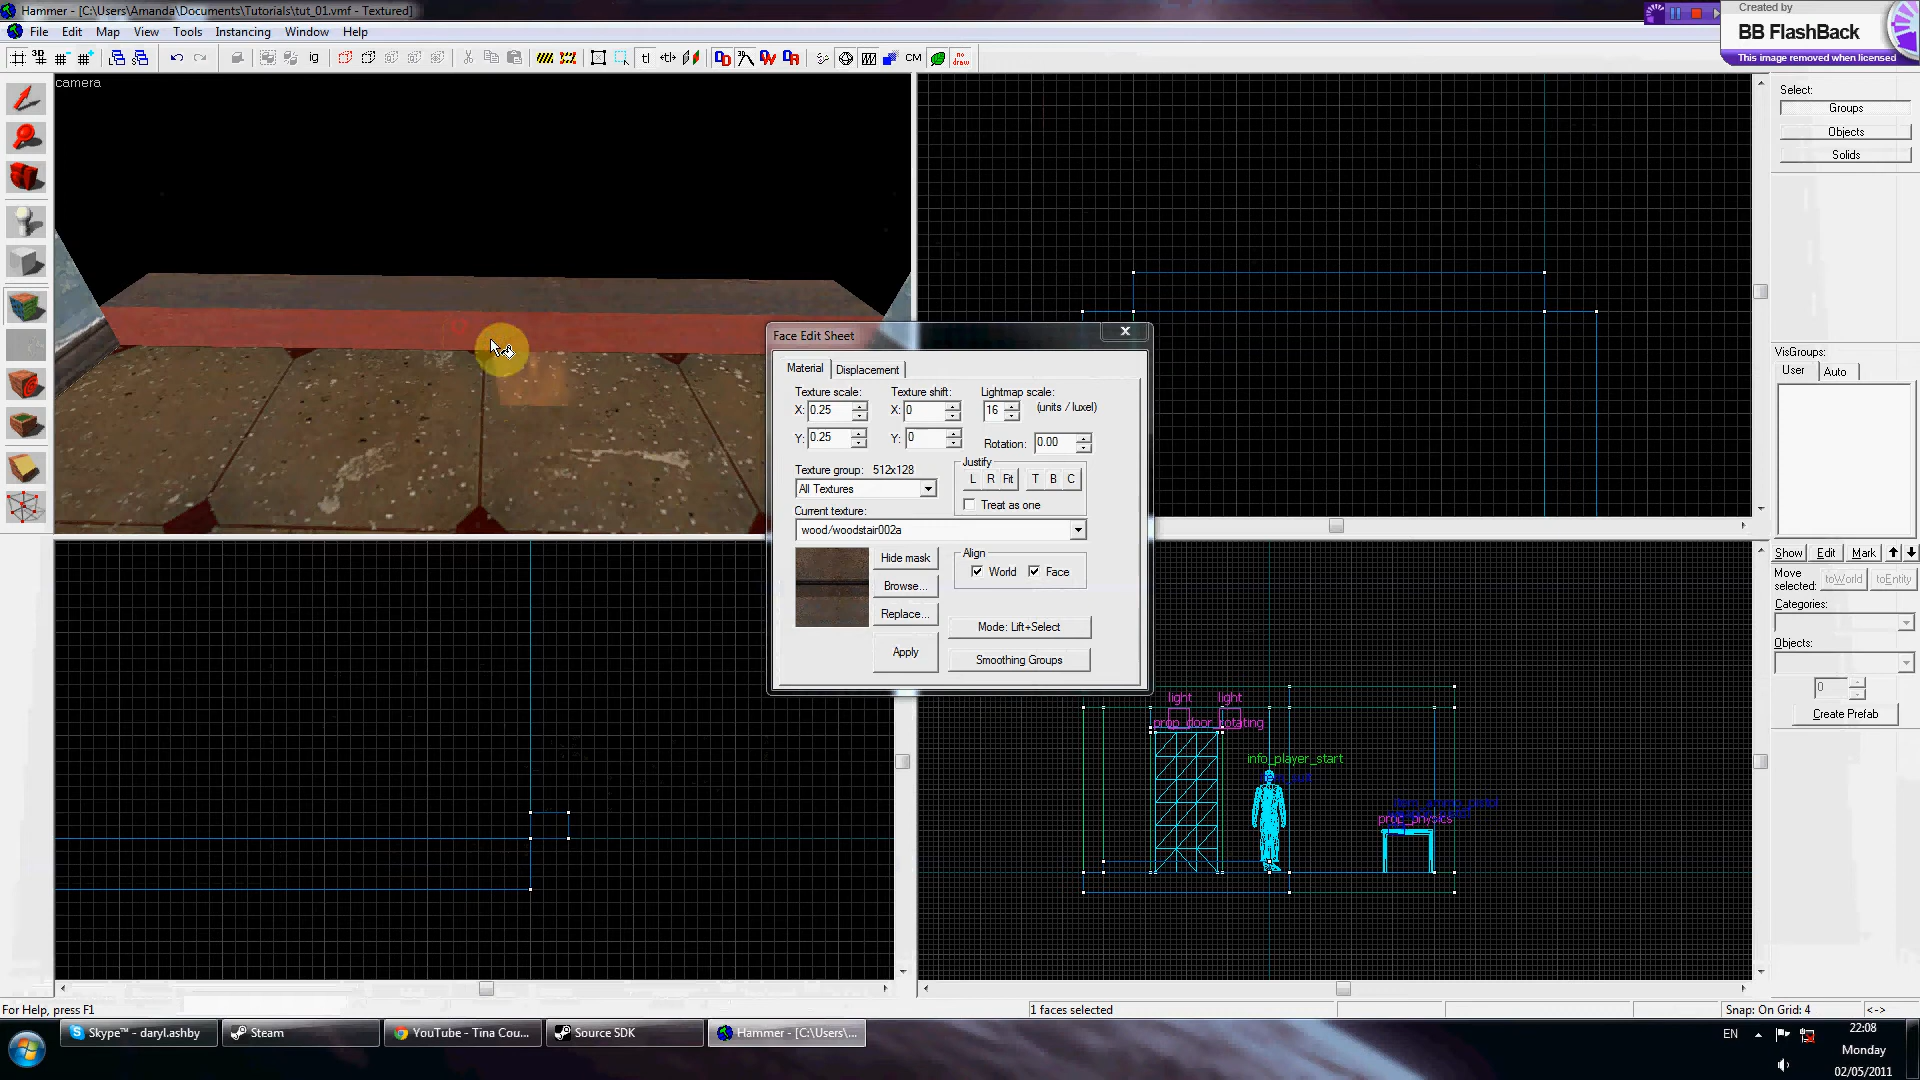 Hammer - [C:\Users\Amanda\Documents\Tutorials\tut_01.vmf - Textured]
Created by
BB FlashBack
This image removed when licensed
File Edit Map View Tools Instancing Window Help
3D ig tl CM no draw
camera
Select:
Groups
Objects
Solids
VisGroups:
User Auto
Show Edit Mark
Move selected: toWorld toEntity
Categories:
Objects:
0
Create Prefab
Face Edit Sheet
Material Displacement
Texture scale: Texture shift: Lightmap scale:
X: 0.25 X: 0 16 (units / luxel)
Y: 0.25 Y: 0 Rotation: 0.00
Texture group: 512x128
Justify
L R Fit T B C
All Textures
Treat as one
Current texture:
wood/woodstair002a
Hide mask
Align
World Face
Browse...
Replace...
Mode: Lift+Select
Apply
Smoothing Groups
light light
prop_door_rotating
info_player_start
prop_physics
For Help, press F1
1 faces selected
Snap: On Grid: 4
<->
Skype™ - daryl.ashby
Steam
YouTube - Tina Cou...
Source SDK
Hammer - [C:\Users\...
EN
22:08
Monday
02/05/2011